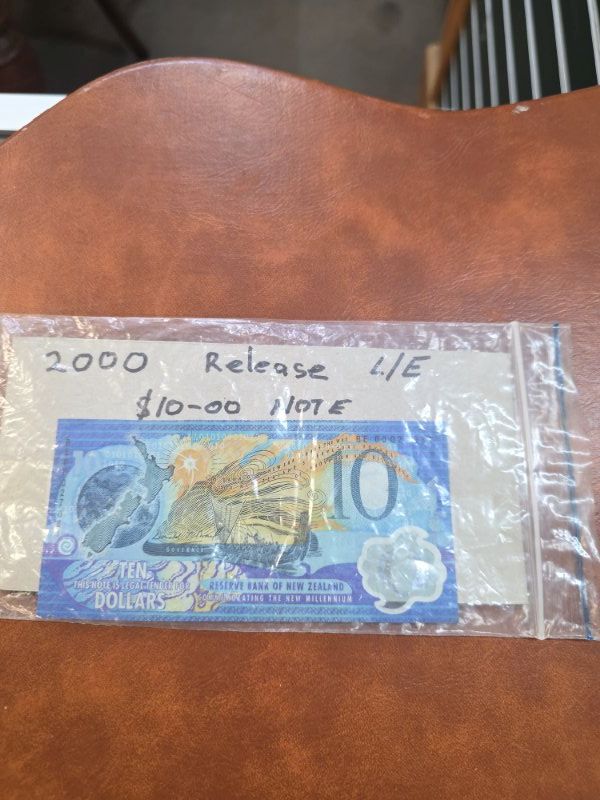 2000 Release L/E
$10-00 NOTE
10
TEN
THIS NOTE IS LEGAL TENDER FOR
DOLLARS
RESERVE BANK OF NEW ZEALAND
COMMEMORATING THE NEW MILLENNIUM